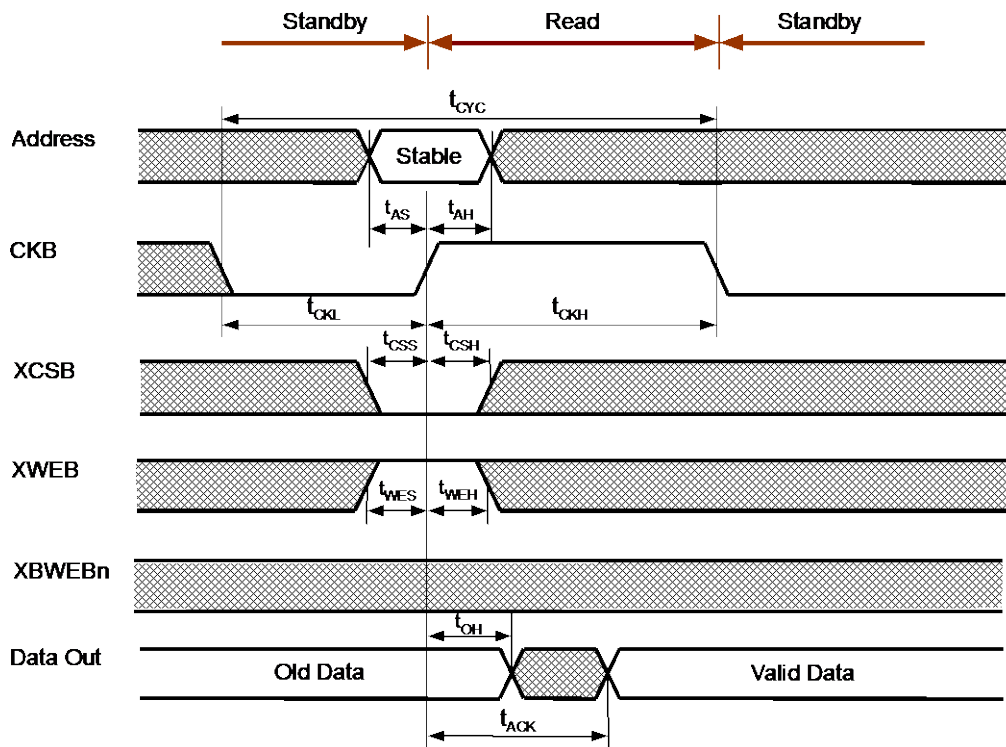 Standby Read Standby
tCYC
Address
Stable
tAS tAH
CKB
tCKL tCKH
tCSS tCSH
XCSB
XWEB
tWES tWEH
XBWEBn
tOH
Data Out
Old Data Valid Data
tACK